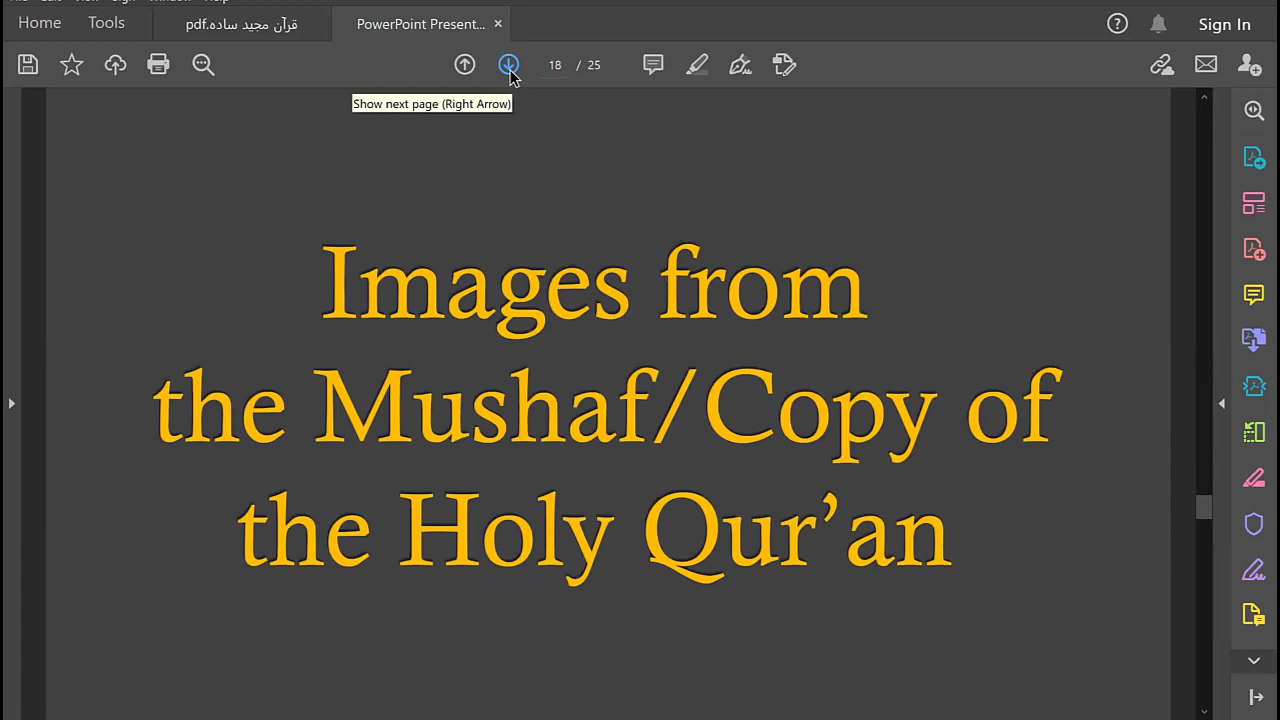 Home
Tools
قرآن مجید ساده.pdf
PowerPoint Present...
Sign In
18 / 25
Show next page (Right Arrow)
Images from
the Mushaf/Copy of
the Holy Qur’an